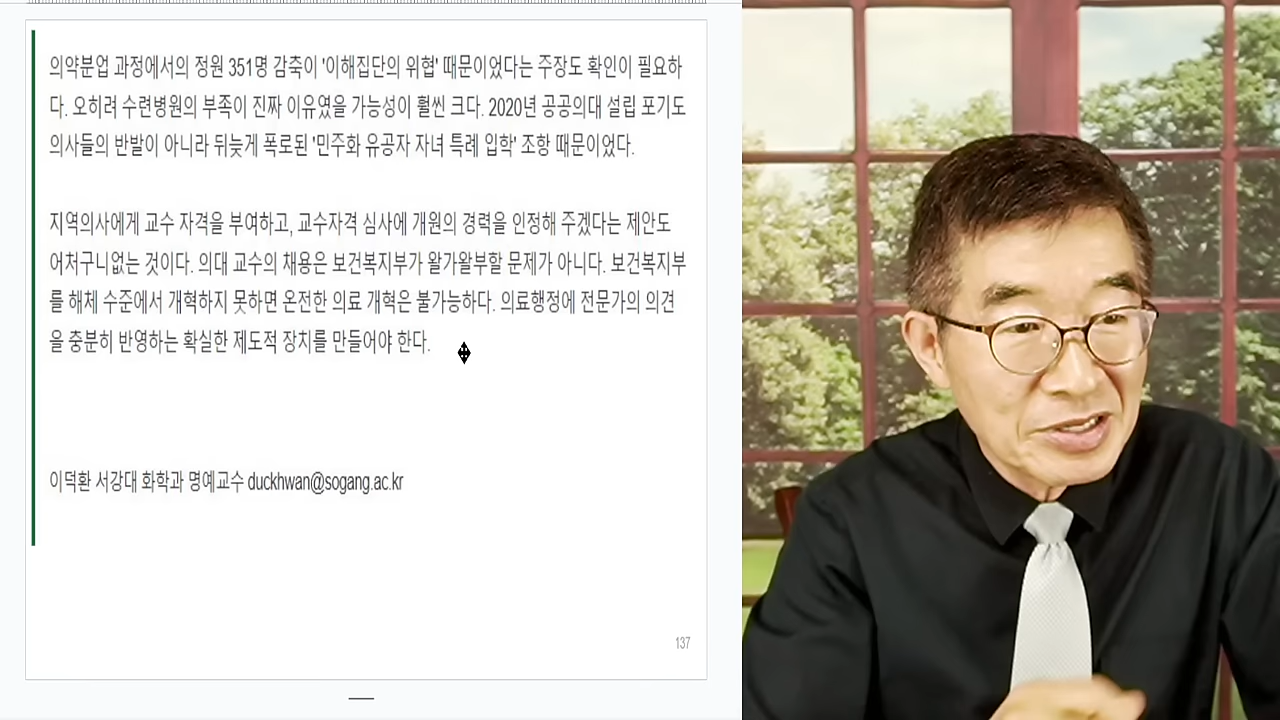 의약분업 과정에서의 정원 351명 감축이 '이해집단의 위협' 때문이었다는 주장도 확인이 필요하
다. 오히려 수련병원의 부족이 진짜 이유였을 가능성이 훨씬 크다. 2020년 공공의대 설립 포기도
의사들의 반발이 아니라 뒤늦게 폭로된 '민주화 유공자 자녀 특례 입학' 조항 때문이었다.
지역의사에게 교수 자격을 부여하고, 교수자격 심사에 개원의 경력을 인정해 주겠다는 제안도
어처구니없는 것이다. 의대 교수의 채용은 보건복지부가 왈가왈부할 문제가 아니다. 보건복지부
를 해체 수준에서 개혁하지 못하면 온전한 의료 개혁은 불가능하다. 의료행정에 전문가의 의견
을 충분히 반영하는 확실한 제도적 장치를 만들어야 한다.
이덕환 서강대 화학과 명예교수 duckhwan@sogang.ac.kr
137